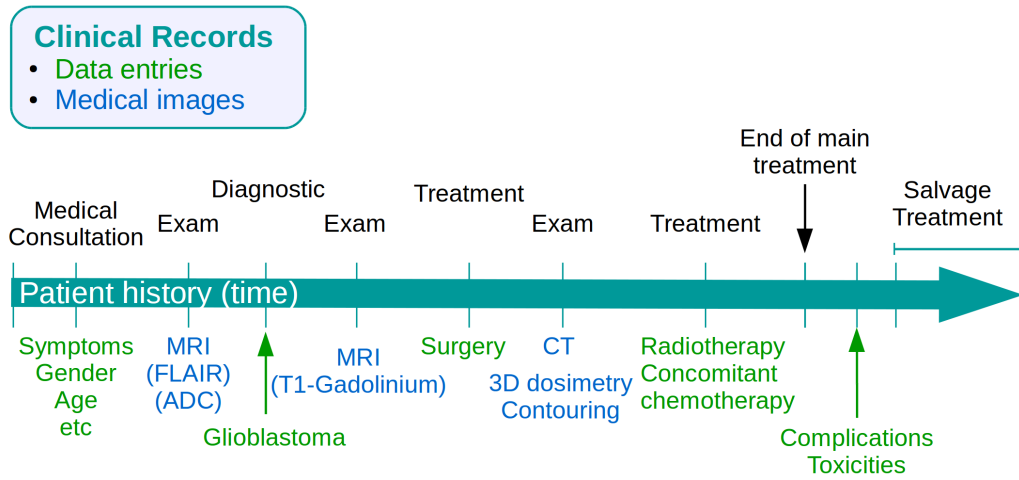 Clinical Records
• Data entries
• Medical images
End of main
treatment
Diagnostic
Treatment
Salvage
Treatment
Medical
Consultation
Exam
Exam
Exam
Treatment
Patient history (time)
Symptoms
Gender
Age
etc
MRI
(FLAIR)
(ADC)
Glioblastoma
MRI
(T1-Gadolinium)
Surgery
CT
3D dosimetry
Contouring
Radiotherapy
Concomitant
chemotherapy
Complications
Toxicities